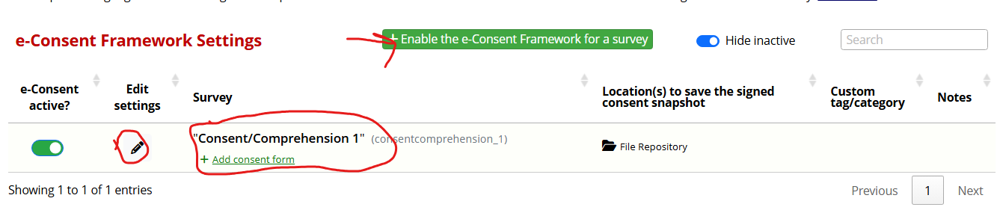 e-Consent Framework Settings
+ Enable the e-Consent Framework for a survey
Hide inactive
Search
e-Consent active?
Edit settings
Survey
Location(s) to save the signed consent snapshot
Custom tag/category
Notes
"Consent/Comprehension 1" (consentcomprehension_1)
+ Add consent form
File Repository
Showing 1 to 1 of 1 entries
Previous 1 Next